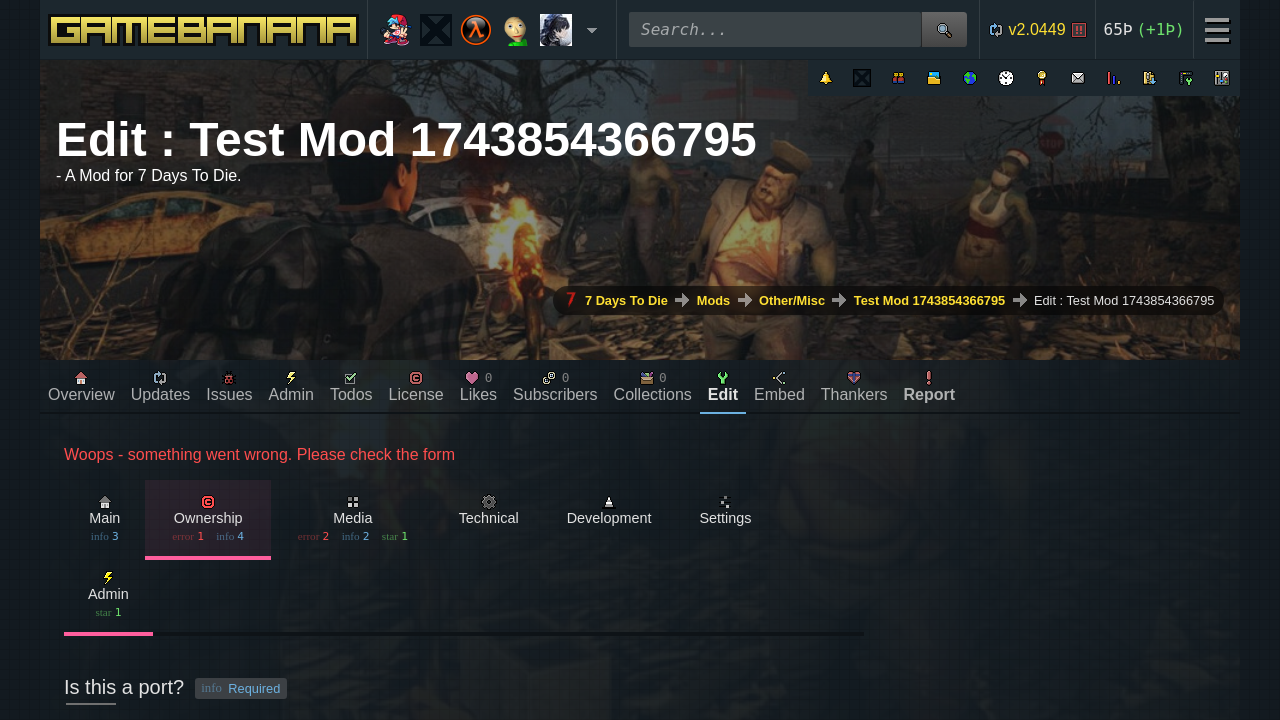 GAMEBANANA
Search...
v2.0449
65Þ (+1Þ)
Edit : Test Mod 1743854366795
- A Mod for 7 Days To Die.
7 Days To Die Mods Other/Misc Test Mod 1743854366795 Edit : Test Mod 1743854366795
0 0 0
Overview Updates Issues Admin Todos License Likes Subscribers Collections Edit Embed Thankers Report
Woops - something went wrong. Please check the form
Main Ownership Media Technical Development Settings
info 3 error 1 info 4 error 2 info 2 star 1
Admin
star 1
Is this a port? info Required